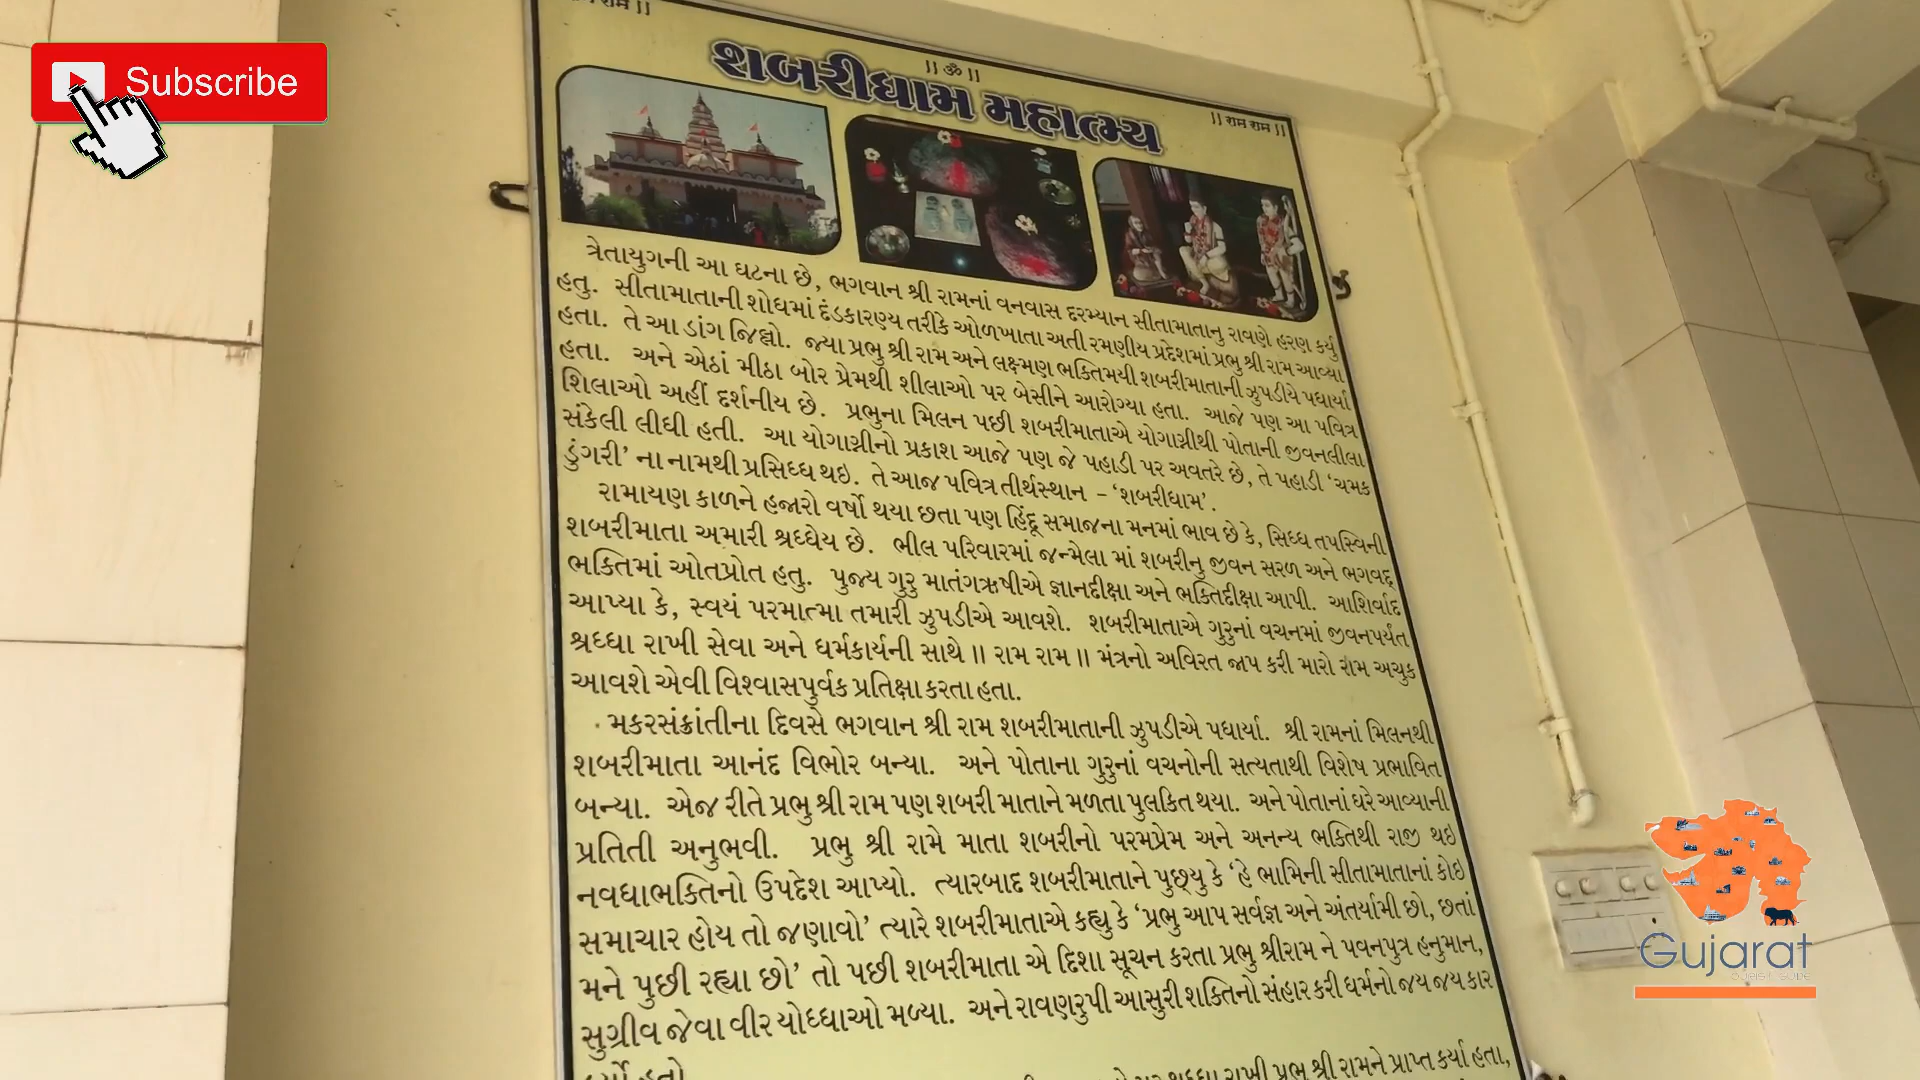 Subscribe
|| ૐ ||
શબરીધામ મહાત્મ્ય
|| રામ રામ ||
ત્રેતાયુગની આ ઘટના છે, ભગવાન શ્રી રામનાં વનવાસ દરમ્યાન સીતામાતાનુ રાવણે હરણ કર્યુ
હતુ. સીતામાતાની શોધમાં દંડકારણ્ય તરીકે ઓળખાતા અતી રમણીય પ્રદેશમાં પ્રભુ શ્રી રામ આવ્યા
હતા. તે આ ડાંગ જિલ્લો. જ્યા પ્રભુ શ્રી રામ અને લક્ષ્મણ ભક્તિમયી શબરીમાતાની ઝુપડીયે પધાર્યા
હતા. અને એઠાં મીઠા બોર પ્રેમથી શીલાઓ પર બેસીને આરોગ્યા હતા. આજે પણ આ પવિત્ર
શિલાઓ અહીં દર્શનીય છે. પ્રભુના મિલન પછી શબરીમાતાએ યોગાગ્નીથી પોતાની જીવનલીલા
સંકેલી લીધી હતી. આ યોગાગ્નીનો પ્રકાશ આજે પણ જે પહાડી પર અવતરે છે, તે પહાડી ‘ચમક
ડુંગરી’ ના નામથી પ્રસિધ્ધ થઇ. તે આજ પવિત્ર તીર્થસ્થાન – ‘શબરીધામ’.
રામાયણ કાળને હજારો વર્ષો થયા છતા પણ હિંદૂ સમાજના મનમાં ભાવ છે કે, સિધ્ધ તપસ્વિની
શબરીમાતા અમારી શ્રધ્ધેય છે. ભીલ પરિવારમાં જન્મેલા માં શબરીનુ જીવન સરળ અને ભગવદ્
ભક્તિમાં ઓતપ્રોત હતુ. પુજ્ય ગુરુ માતંગઋષીએ જ્ઞાનદીક્ષા અને ભક્તિદીક્ષા આપી. આશિર્વાદ
આપ્યા કે, સ્વયં પરમાત્મા તમારી ઝુપડીએ આવશે. શબરીમાતાએ ગુરુનાં વચનમાં જીવનપર્યંત
શ્રધ્ધા રાખી સેવા અને ધર્મકાર્યની સાથે || રામ રામ || મંત્રનો અવિરત જાપ કરી મારો રામ અચુક
આવશે એવી વિશ્વાસપુર્વક પ્રતિક્ષા કરતા હતા.
મકરસંક્રાંતીના દિવસે ભગવાન શ્રી રામ શબરીમાતાની ઝુપડીએ પધાર્યા. શ્રી રામનાં મિલનથી
શબરીમાતા આનંદ વિભોર બન્યા. અને પોતાના ગુરુનાં વચનોની સત્યતાથી વિશેષ પ્રભાવિત
બન્યા. એજ રીતે પ્રભુ શ્રી રામ પણ શબરી માતાને મળતા પુલકિત થયા. અને પોતાનાં ઘરે આવ્યાની
પ્રતિતી અનુભવી. પ્રભુ શ્રી રામે માતા શબરીનો પરમપ્રેમ અને અનન્ય ભક્તિથી રાજી થઇ
નવધાભક્તિનો ઉપદેશ આપ્યો. ત્યારબાદ શબરીમાતાને પુછ્યુ કે ‘હે ભામિની સીતામાતાનાં કોઇ
સમાચાર હોય તો જણાવો’ ત્યારે શબરીમાતાએ કહ્યુ કે ‘પ્રભુ આપ સર્વજ્ઞ અને અંતર્યામી છો, છતાં
મને પુછી રહ્યા છો’ તો પછી શબરીમાતા એ દિશા સૂચન કરતા પ્રભુ શ્રીરામ ને પવનપુત્ર હનુમાન,
સુગ્રીવ જેવા વીર યોધ્ધાઓ મળ્યા. અને રાવણરુપી આસુરી શક્તિનો સંહાર કરી ધર્મનો જય જય કાર
શ્રધ્ધા રાખી પ્રભુ શ્રી રામને પ્રાપ્ત કર્યા હતા,
Gujarat